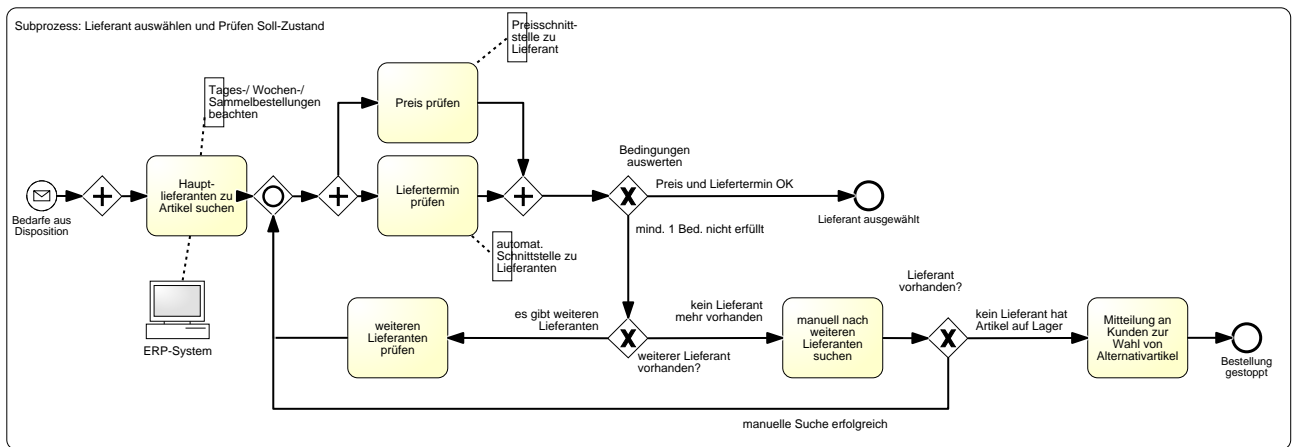 Subprozess: Lieferant auswählen und Prüfen Soll-Zustand
Preisschnitt-
stelle zu
Lieferant
Tages-/ Wochen-/
Sammelbestellungen
beachten
Preis prüfen
Bedarfe aus
Disposition
Haupt-
lieferanten zu
Artikel suchen
Liefertermin
prüfen
automat.
Schnittstelle zu
Lieferanten
Bedingungen
auswerten
Preis und Liefertermin OK
Lieferant ausgewählt
mind. 1 Bed. nicht erfüllt
ERP-System
weiteren
Lieferanten
prüfen
es gibt weiteren
Lieferanten
kein Lieferant
mehr vorhanden
weiterer Lieferant
vorhanden?
manuell nach
weiteren
Lieferanten
suchen
Lieferant
vorhanden?
kein Lieferant hat
Artikel auf Lager
Mitteilung an
Kunden zur
Wahl von
Alternativartikel
Bestellung
gestoppt
manuelle Suche erfolgreich